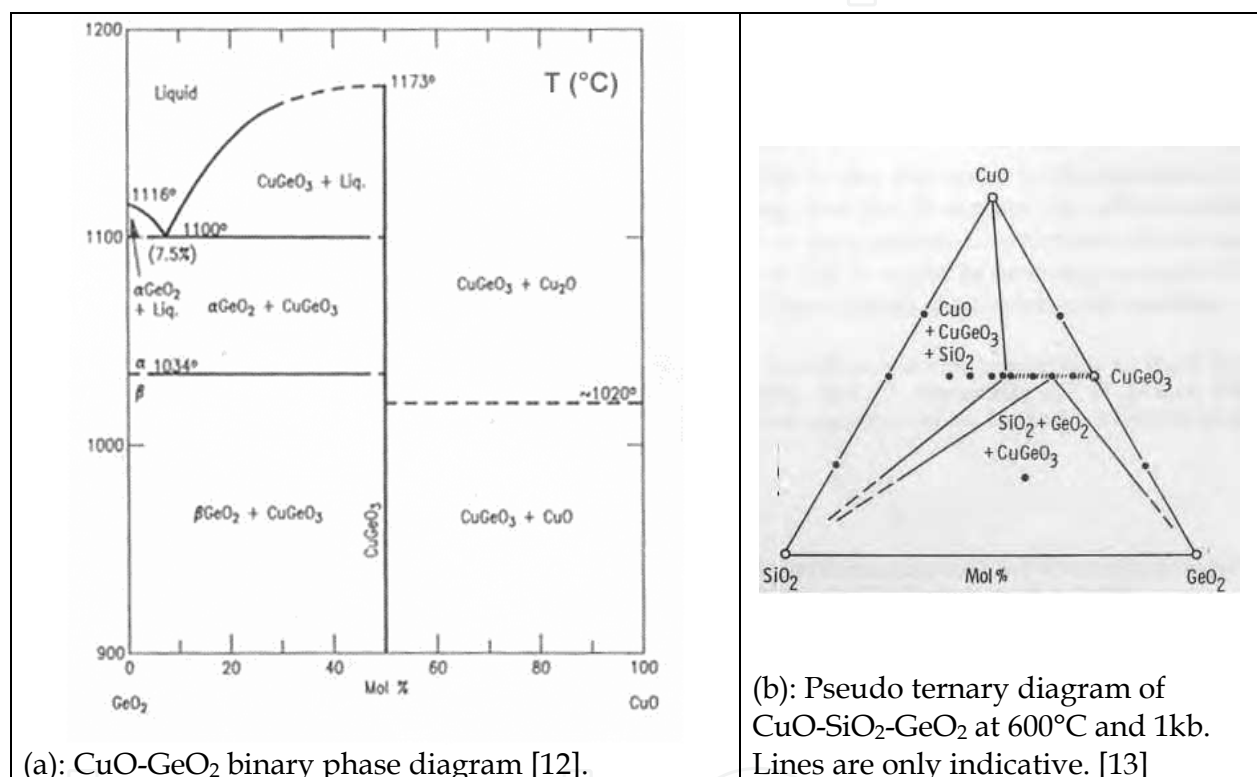 1200
T (°C)
1173°
Liquid
CuGeO₃ + Liq.
1116°
1100°
1100
(7.5%)
αGeO₂
+ Liq.
αGeO₂ + CuGeO₃
CuGeO₃ + Cu₂O
α 1034°
β
~1020°
1000
βGeO₂ + CuGeO₃
CuGeO₃
CuGeO₃ + CuO
900
0 20 40 60 80 100
Mol %
GeO₂ CuO
(a): CuO-GeO₂ binary phase diagram [12].
CuO
CuO
+ CuGeO₃
+ SiO₂
CuGeO₃
SiO₂ + GeO₂
+ CuGeO₃
SiO₂ Mol % GeO₂
(b): Pseudo ternary diagram of
CuO-SiO₂-GeO₂ at 600°C and 1kb.
Lines are only indicative. [13]